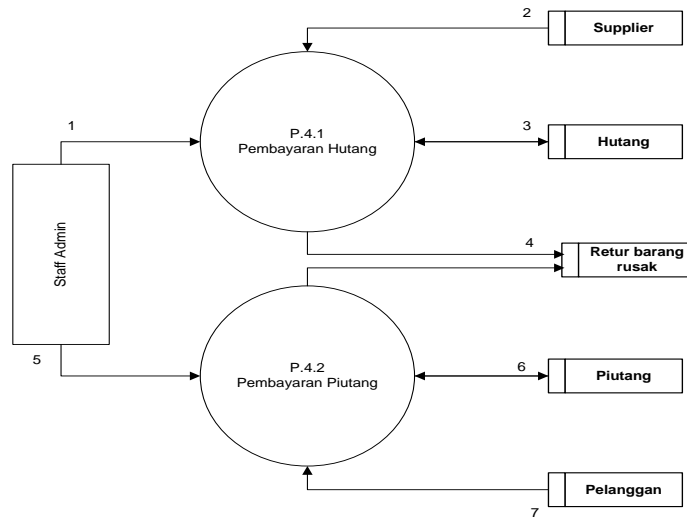 2
Supplier
1
P.4.1
Pembayaran Hutang
3
Hutang
Staff Admin
4
Retur barang
rusak
5
P.4.2
Pembayaran Piutang
6
Piutang
Pelanggan
7